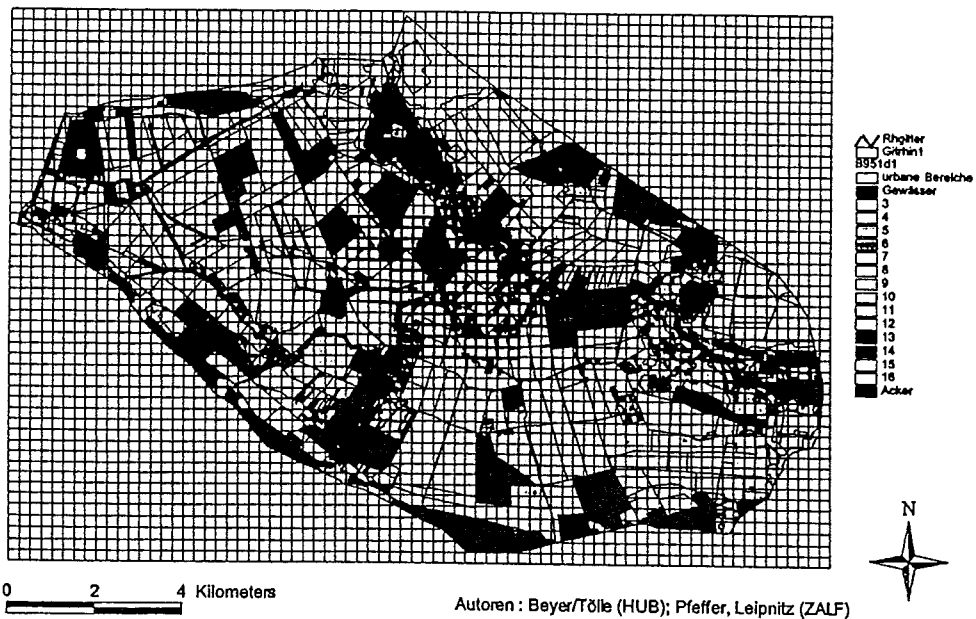 Rhgitter
Gitrhin1
8951d1
urbane Bereiche
Gewässer
3
4
5
6
7
8
9
10
11
12
13
14
15
16
Acker
N
0 2 4 Kilometers
Autoren : Beyer/Tölle (HUB); Pfeffer, Leipnitz (ZALF)